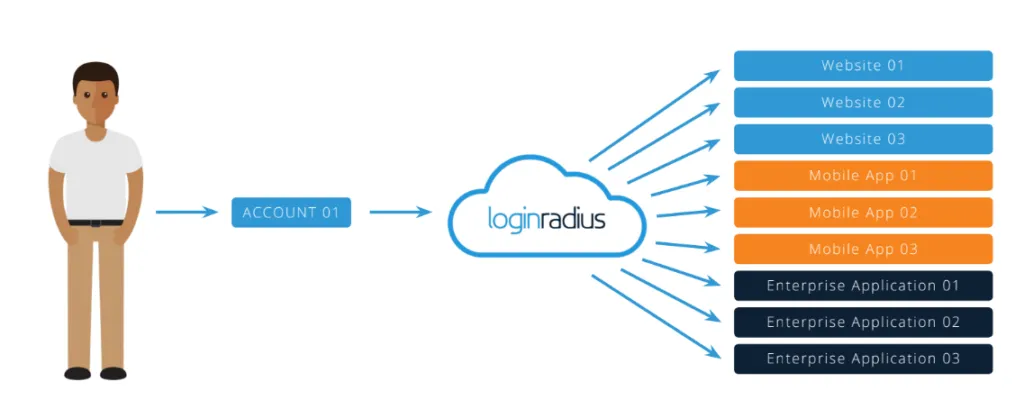 ACCOUNT 01
loginradius
Website 01
Website 02
Website 03
Mobile App 01
Mobile App 02
Mobile App 03
Enterprise Application 01
Enterprise Application 02
Enterprise Application 03